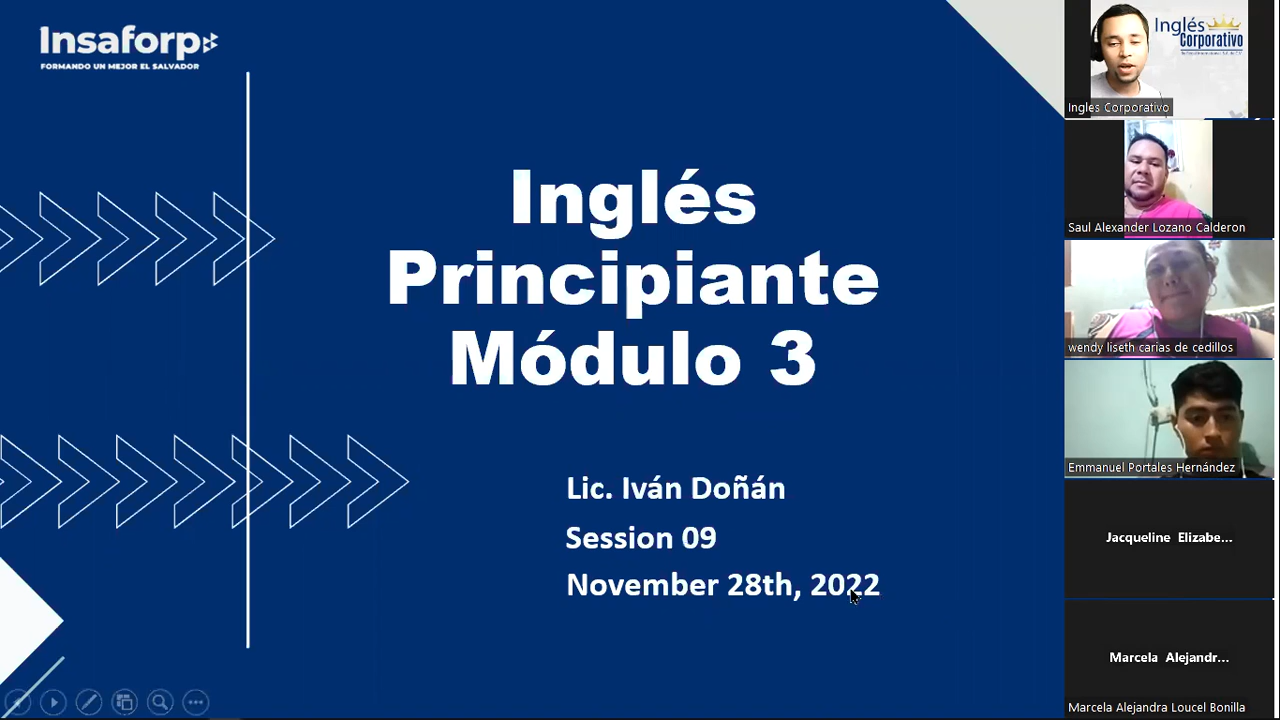 Insaforp
FORMANDO UN MEJOR EL SALVADOR
Inglés
Principiante
Módulo 3
Lic. Iván Doñán
Session 09
November 28th, 2022
Inglés
Corporativo
Ingles Corporativo
Saul Alexander Lozano Calderon
wendy liseth carias de cedillos
Emmanuel Portales Hernández
Jacqueline Elizabe...
Marcela Alejandr...
Marcela Alejandra Loucel Bonilla